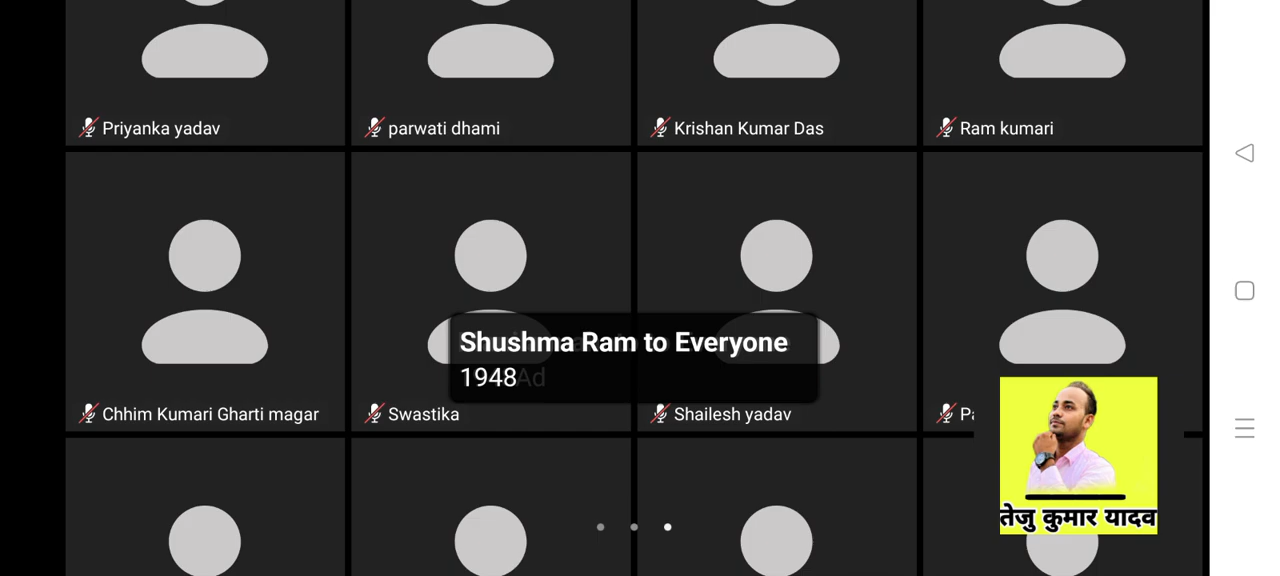 Priyanka yadav
parwati dhami
Krishan Kumar Das
Ram kumari
Shushma Ram to Everyone
1948
Chhim Kumari Gharti magar
Swastika
Shailesh yadav
तेजु कुमार यादव